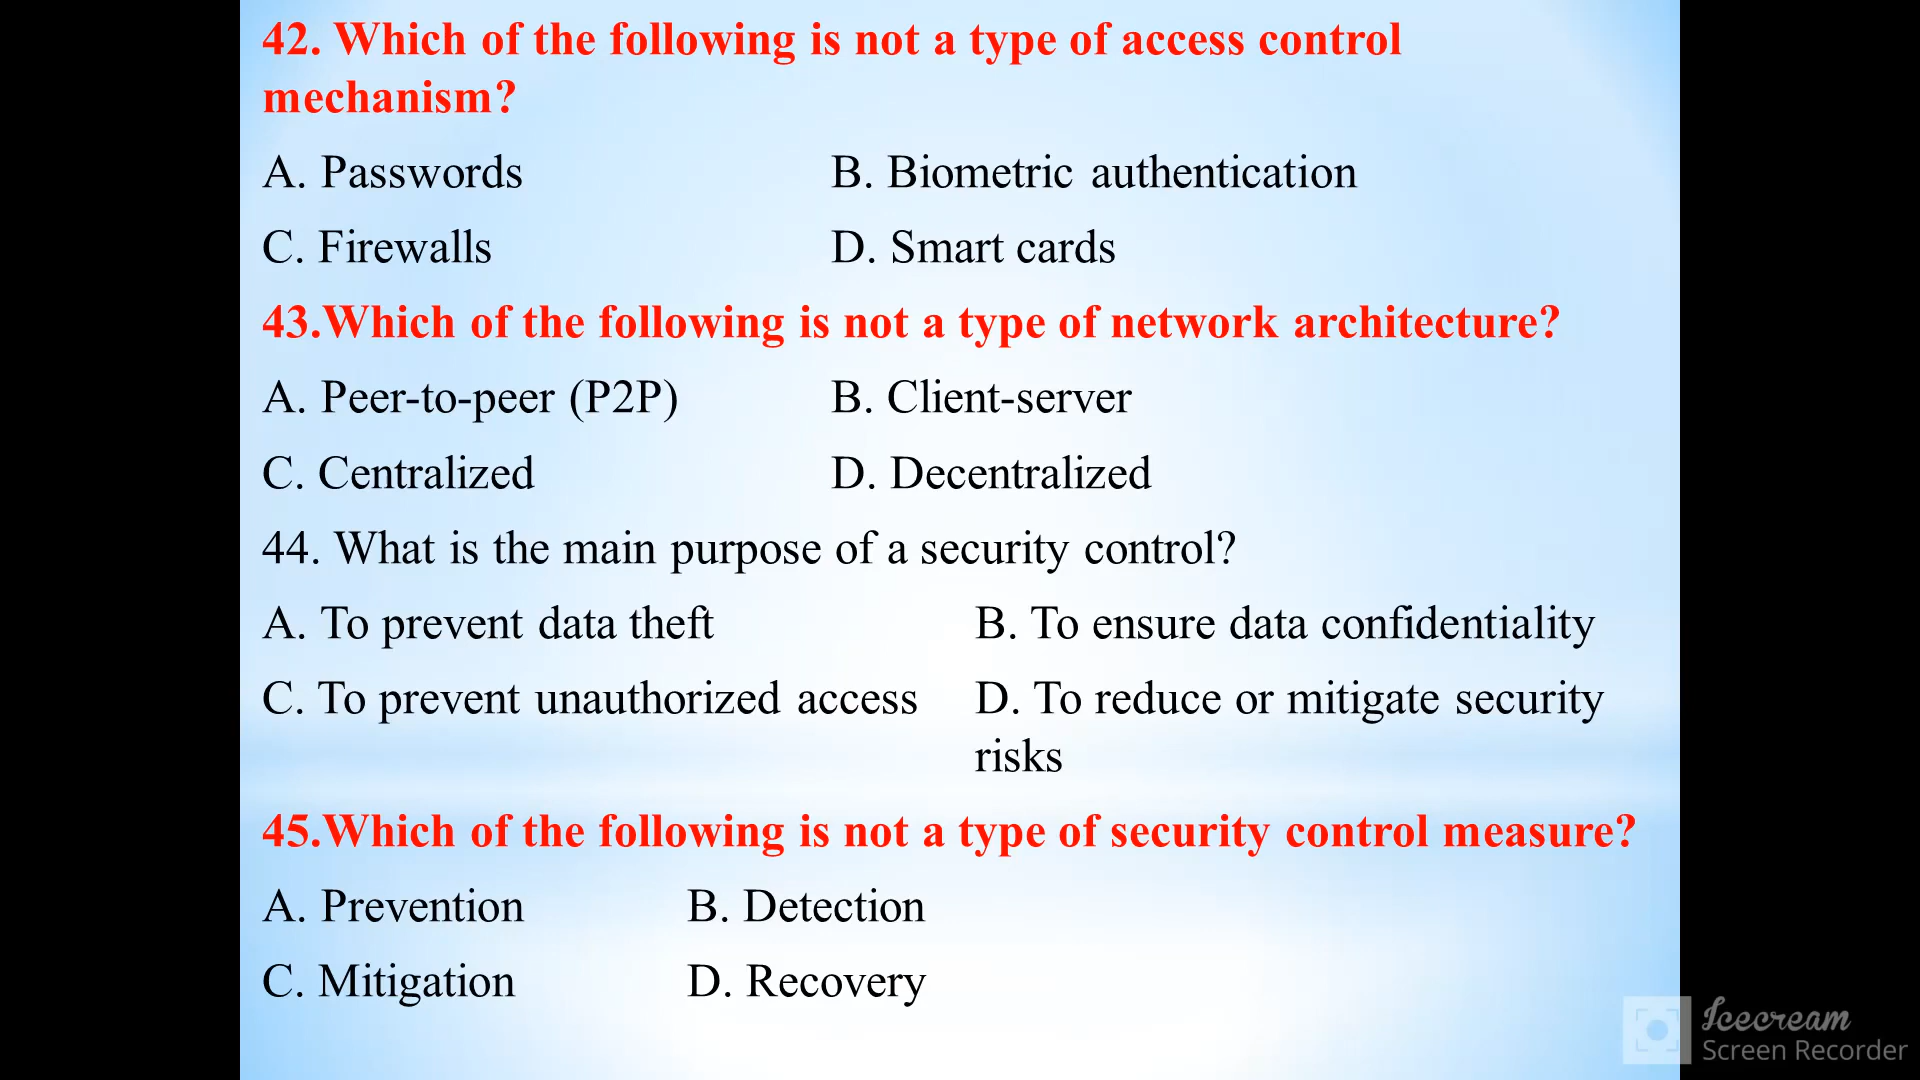 42. Which of the following is not a type of access control
mechanism?
A. Passwords B. Biometric authentication
C. Firewalls D. Smart cards
43.Which of the following is not a type of network architecture?
A. Peer-to-peer (P2P) B. Client-server
C. Centralized D. Decentralized
44. What is the main purpose of a security control?
A. To prevent data theft B. To ensure data confidentiality
C. To prevent unauthorized access D. To reduce or mitigate security
risks
45.Which of the following is not a type of security control measure?
A. Prevention B. Detection
C. Mitigation D. Recovery
Icecream
Screen Recorder